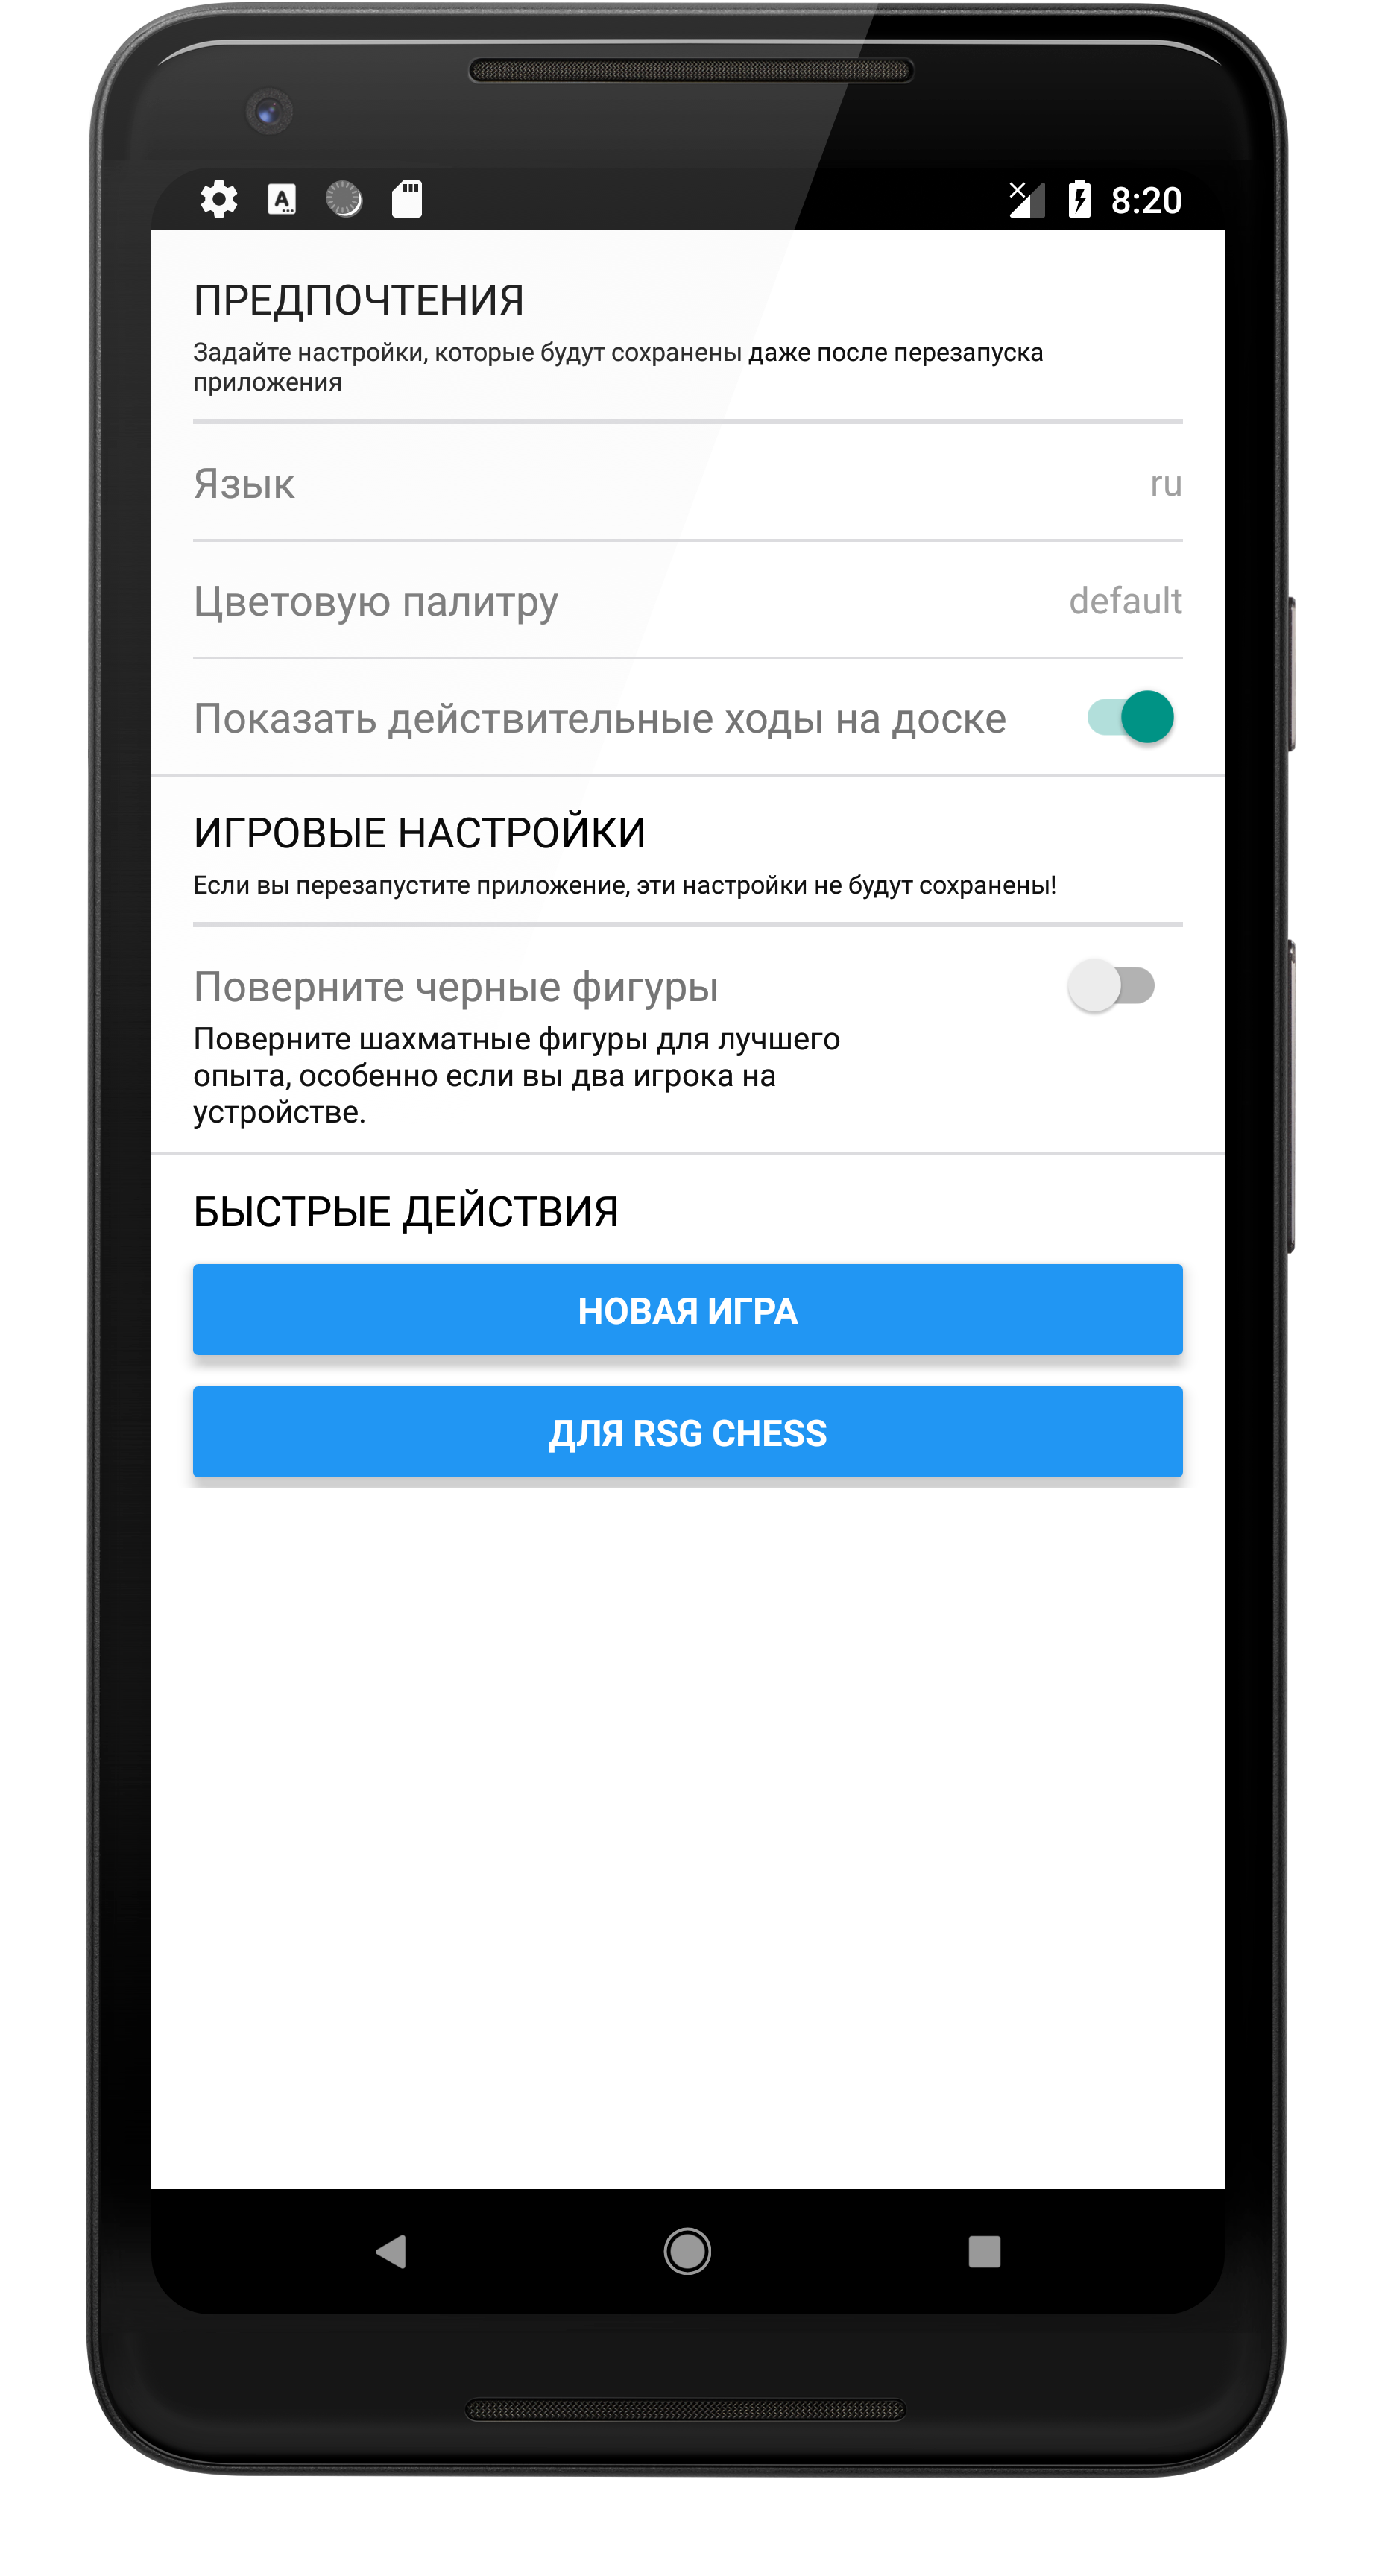 8:20
ПРЕДПОЧТЕНИЯ
Задайте настройки, которые будут сохранены даже после перезапуска
приложения
Язык ru
Цветовую палитру default
Показать действительные ходы на доске
ИГРОВЫЕ НАСТРОЙКИ
Если вы перезапустите приложение, эти настройки не будут сохранены!
Поверните черные фигуры
Поверните шахматные фигуры для лучшего
опыта, особенно если вы два игрока на
устройстве.
БЫСТРЫЕ ДЕЙСТВИЯ
НОВАЯ ИГРА
ДЛЯ RSG CHESS